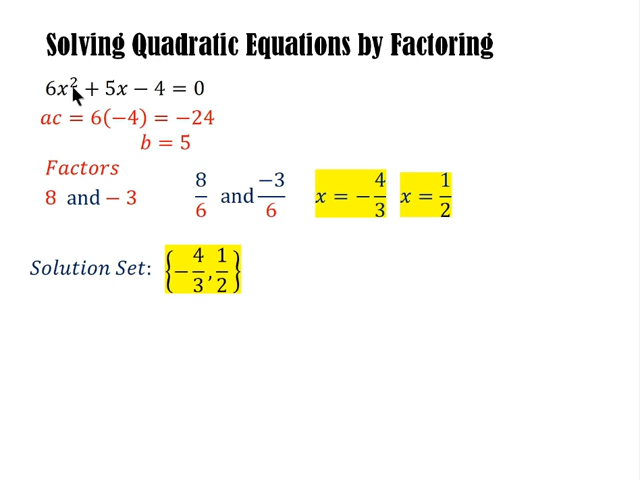 Solving Quadratic Equations by Factoring
6x² + 5x − 4 = 0
ac = 6(−4) = −24
b = 5
Factors
8 and − 3
8/6 and −3/6 x = −4/3 x = 1/2
Solution Set: {−4/3, 1/2}